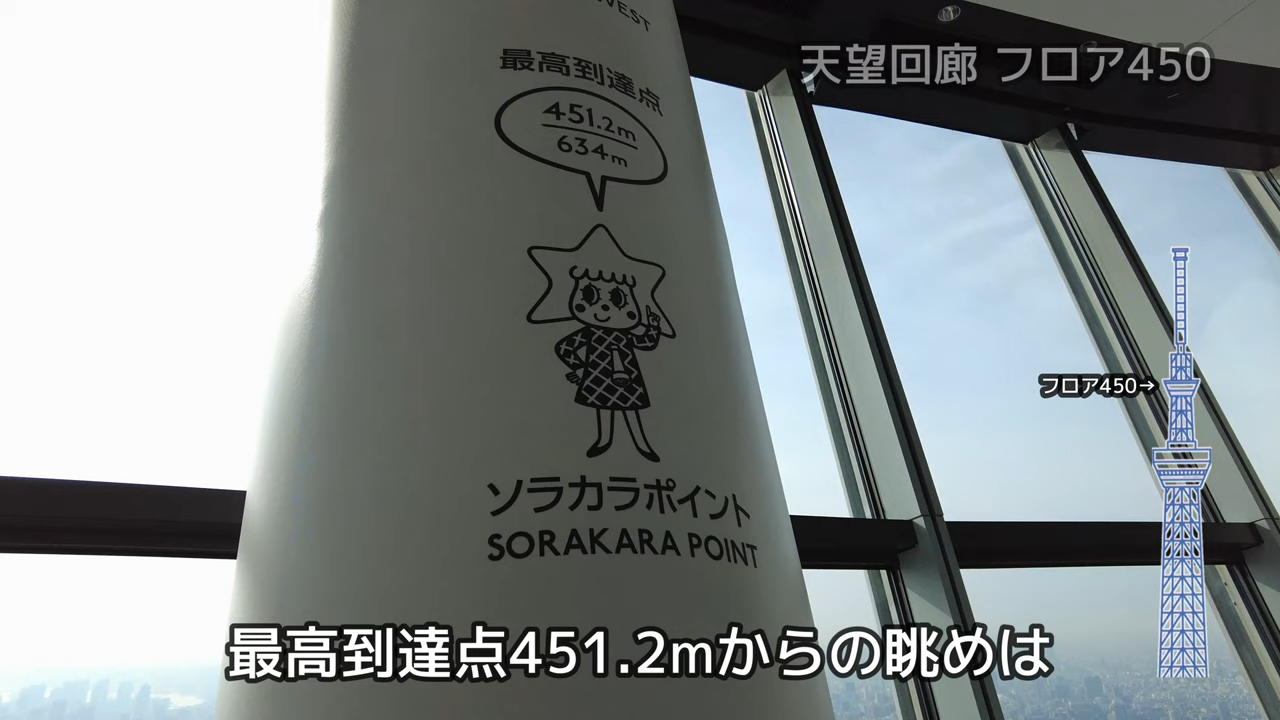 WEST
天望回廊 フロア450
最高到達点
451.2m
634m
フロア450→
ソラカラポイント
SORAKARA POINT
最高到達点451.2mからの眺めは